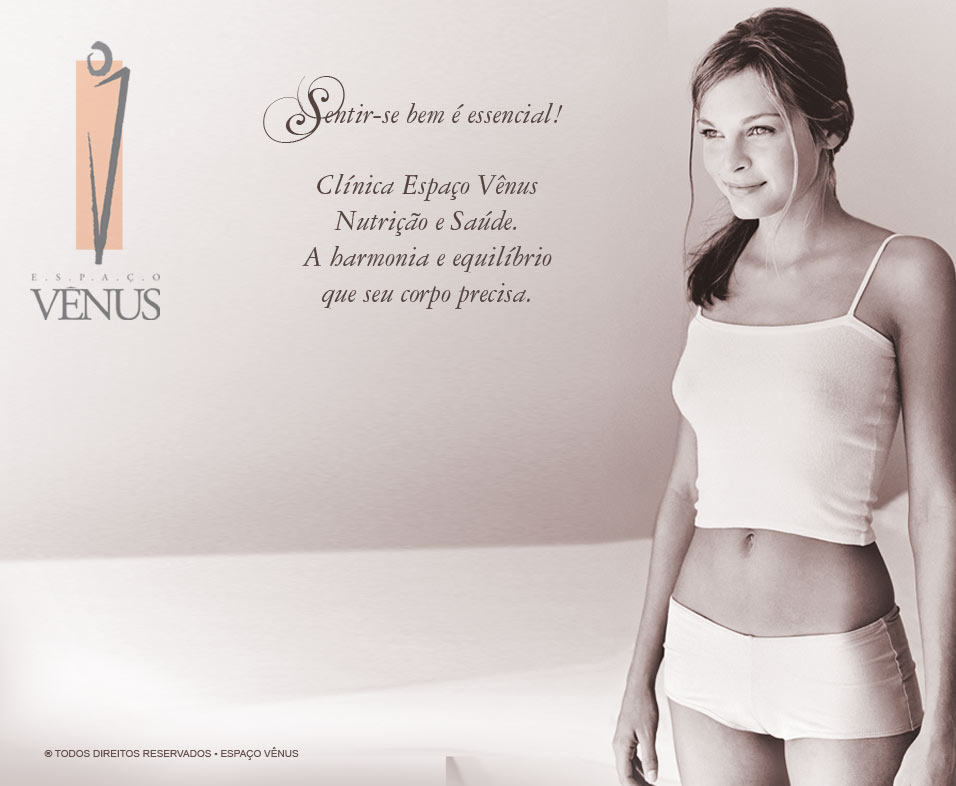 Sentir-se bem é essencial!
Clínica Espaço Vênus
Nutrição e Saúde.
A harmonia e equilíbrio
que seu corpo precisa.
E.S.P.A.Ç.O
VÊNUS
® TODOS DIREITOS RESERVADOS • ESPAÇO VÊNUS